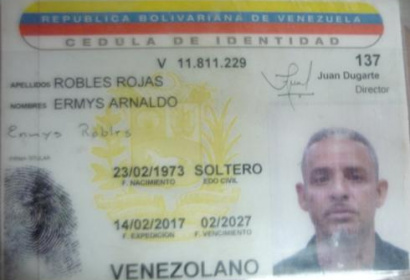 REPUBLICA BOLIVARIANA DE VENEZUELA
CEDULA DE IDENTIDAD
V 11.811.229 137
Juan Dugarte
Director
APELLIDOS ROBLES ROJAS
NOMBRES ERMYS ARNALDO
Ermys Robles
FIRMA TITULAR
23/02/1973 SOLTERO
F. NACIMIENTO EDO CIVIL
14/02/2017 02/2027
F. EXPEDICION F. VENCIMIENTO
VENEZOLANO